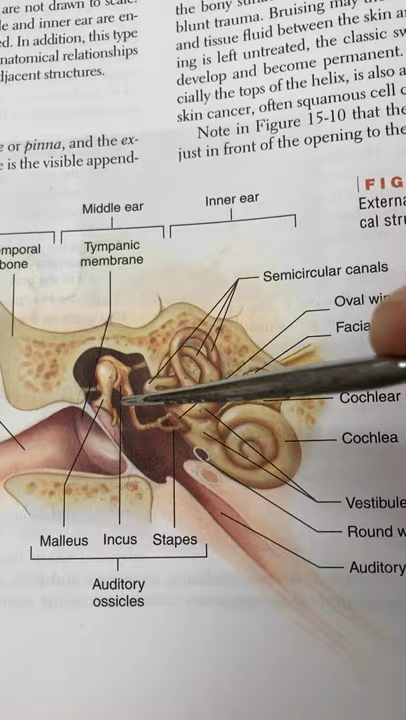 are not drawn to scale.
le and inner ear are en-
ed. In addition, this type
natomical relationships
djacent structures.
e or pinna, and the ex-
e is the visible append-
the bony
blunt trauma. Bruising may
and tissue fluid between the skin a
ing is left untreated, the classic sw
develop and become permanent.
cially the tops of the helix, is also a
skin cancer, often squamous cell c
Note in Figure 15-10 that the
just in front of the opening to the
FIG
Externa
cal stru
Middle ear
Inner ear
mporal
bone
Tympanic
membrane
Semicircular canals
Oval win
Facia
Cochlear
Cochlea
Vestibule
Round w
Auditory
Malleus Incus Stapes
Auditory
ossicles